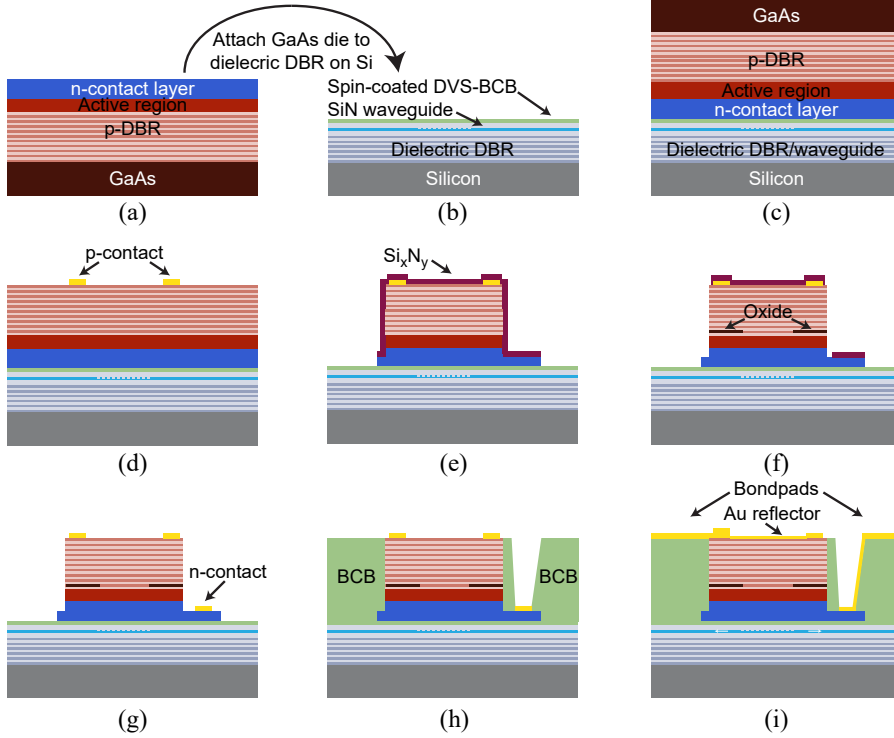 Attach GaAs die to
dielecric DBR on Si
n-contact layer
Active region
p-DBR
GaAs
(a)
Spin-coated DVS-BCB
SiN waveguide
Dielectric DBR
Silicon
(b)
GaAs
p-DBR
Active region
n-contact layer
Dielectric DBR/waveguide
Silicon
(c)
p-contact
(d)
SixNy
(e)
Oxide
(f)
n-contact
(g)
BCB
BCB
(h)
Bondpads
Au reflector
(i)